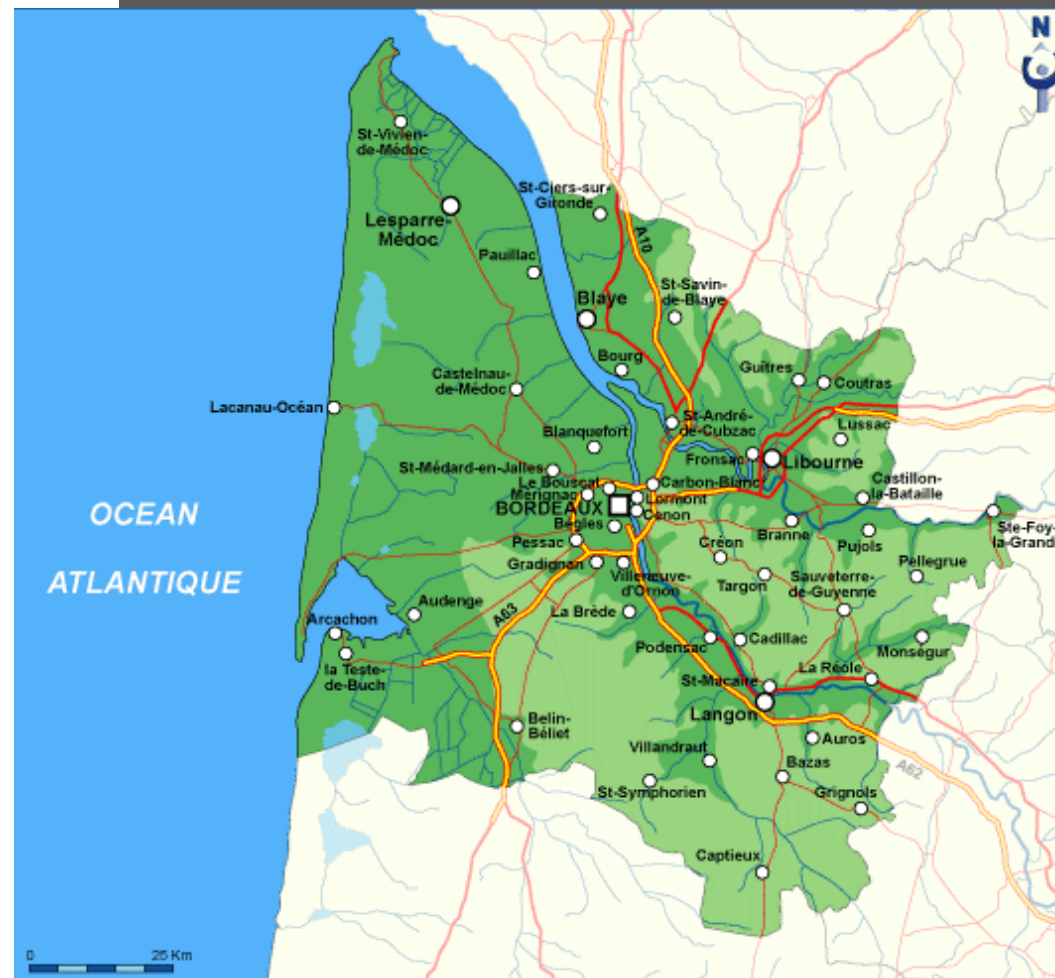 N
St-Vivien-
de-Médoc
St-Ciers-sur-
Gironde
Lesparre-
Médoc
A10
Pauillac
St-Savin-
de-Blaye
Blaye
Bourg
Guîtres
Castelnau-
de-Médoc
Coutras
Lacanau-Océan
St-André-
de-Cubzac
Lussac
Blanquefort
Fronsac
Libourne
St-Médard-en-Jalles
Le Bouscat
Carbon-Blanc
Castillon-
la-Bataille
Mérignac
Lormont
BORDEAUX
Cenon
OCEAN
ATLANTIQUE
Bègles
Branne
Ste-Foy-
la-Grande
Pessac
Créon
Pujols
Gradignan
Villeneuve-
d'Ornon
Targon
Sauveterre-
de-Guyenne
Pellegrue
Audenge
A63
La Brède
Arcachon
Podensac
Cadillac
Monségur
la Teste-
de-Buch
St-Macaire
La Réole
Langon
Belin-
Béliet
Villandraut
Auros
A62
Bazas
St-Symphorien
Grignols
Captieux
0 25 Km